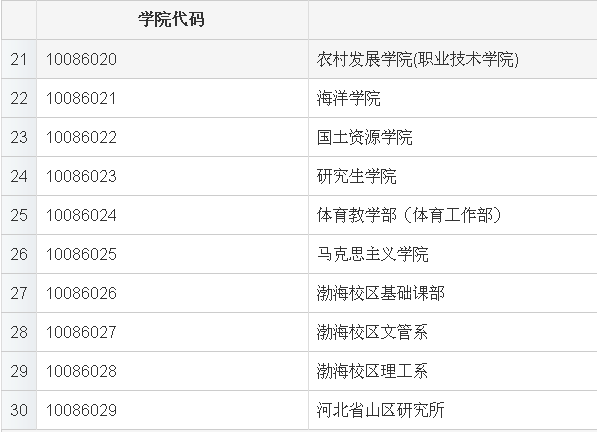 学院代码
21 10086020 农村发展学院(职业技术学院)
22 10086021 海洋学院
23 10086022 国土资源学院
24 10086023 研究生学院
25 10086024 体育教学部（体育工作部）
26 10086025 马克思主义学院
27 10086026 渤海校区基础课部
28 10086027 渤海校区文管系
29 10086028 渤海校区理工系
30 10086029 河北省山区研究所